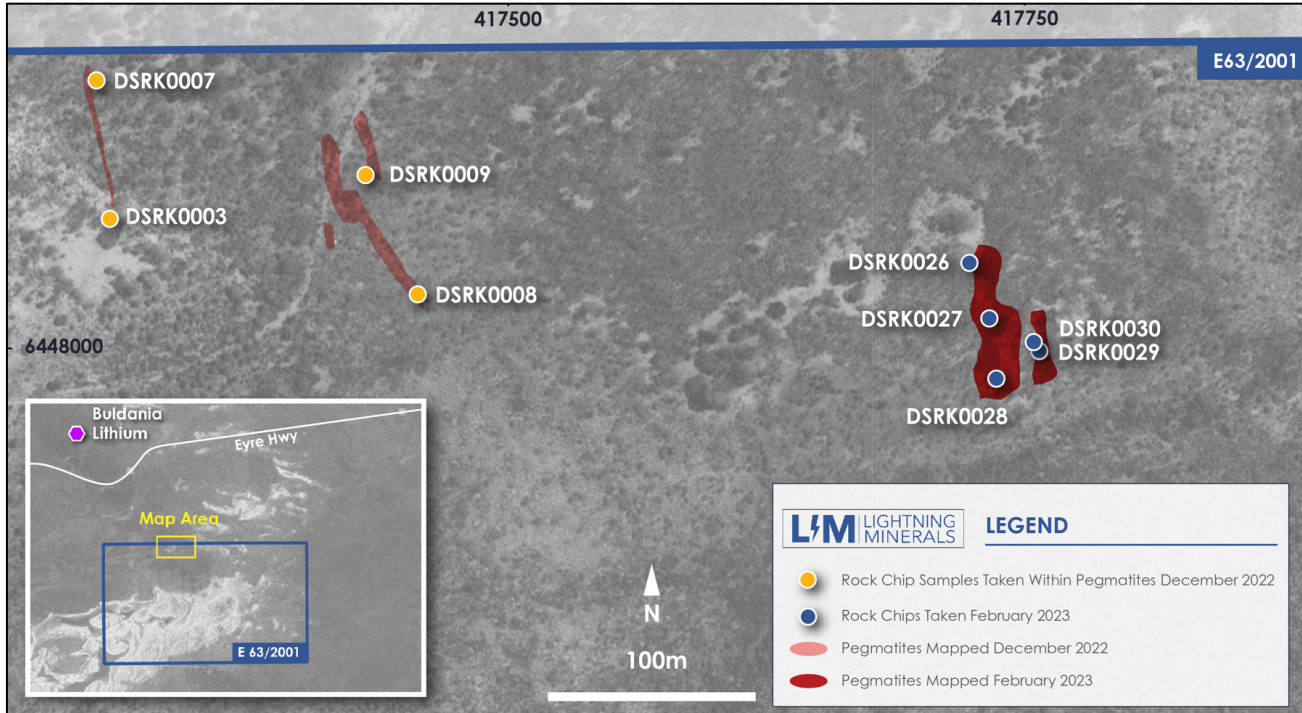 417500
417750
E63/2001
DSRK0007
DSRK0009
DSRK0003
DSRK0026
DSRK0008
DSRK0027
DSRK0030
6448000
DSRK0029
DSRK0028
Buldania
Lithium
Eyre Hwy
Map Area
E 63/2001
N
100m
LM LIGHTNING
MINERALS
LEGEND
Rock Chip Samples Taken Within Pegmatites December 2022
Rock Chips Taken February 2023
Pegmatites Mapped December 2022
Pegmatites Mapped February 2023